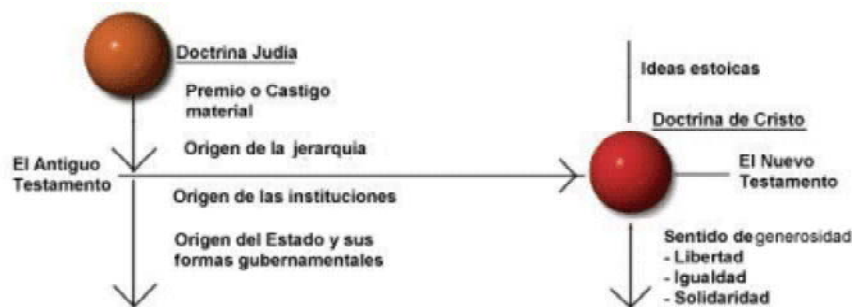 Doctrina Judia
Premio o Castigo
material
Origen de la jerarquia
El Antiguo
Testamento
Origen de las instituciones
Origen del Estado y sus
formas gubernamentales
Ideas estoicas
Doctrina de Cristo
El Nuevo
Testamento
Sentido de generosidad
- Libertad
- Igualdad
- Solidaridad